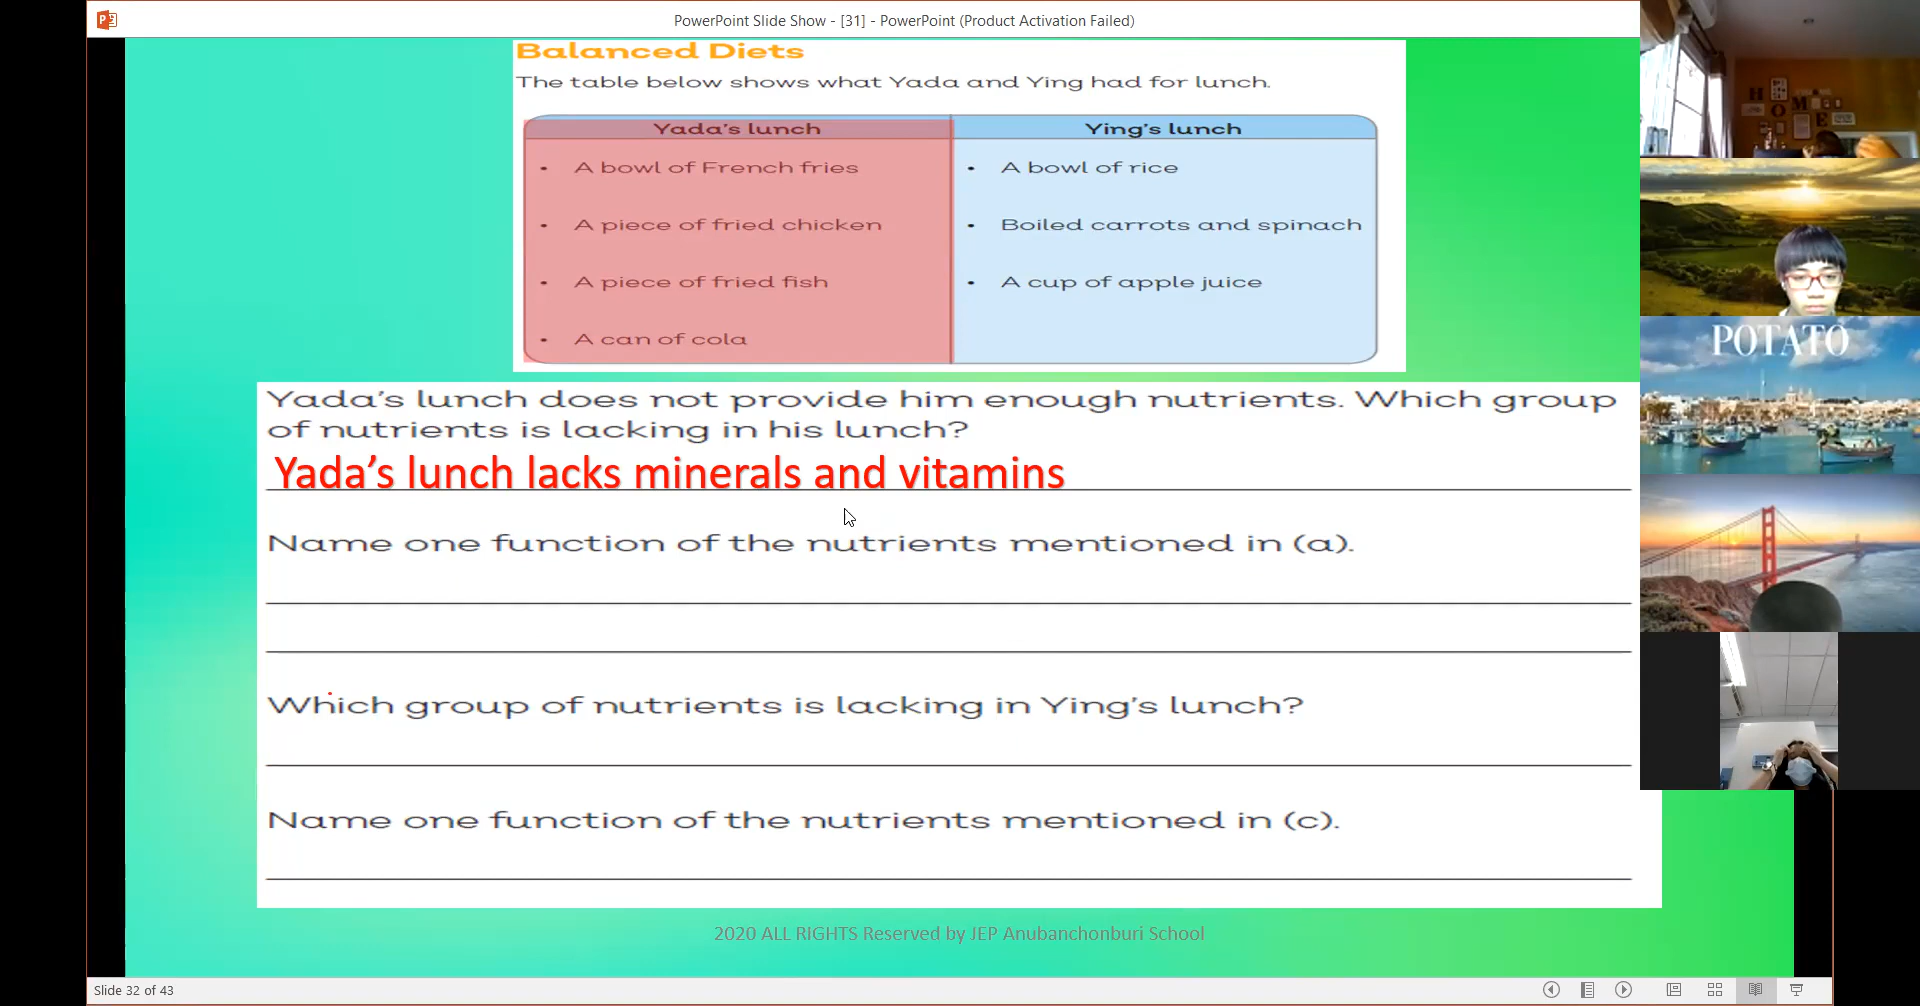 PowerPoint Slide Show - [31] - PowerPoint (Product Activation Failed)
Balanced Diets
The table below shows what Yada and Ying had for lunch.
Yada's lunch
• A bowl of French fries
• A piece of fried chicken
• A piece of fried fish
• A can of cola
Ying's lunch
• A bowl of rice
• Boiled carrots and spinach
• A cup of apple juice
Yada's lunch does not provide him enough nutrients. Which group
of nutrients is lacking in his lunch?
Yada's lunch lacks minerals and vitamins
Name one function of the nutrients mentioned in (a).
Which group of nutrients is lacking in Ying's lunch?
Name one function of the nutrients mentioned in (c).
2020 ALL RIGHTS Reserved by JEP Anubanchonburi School
Slide 32 of 43
HOME
POTATO